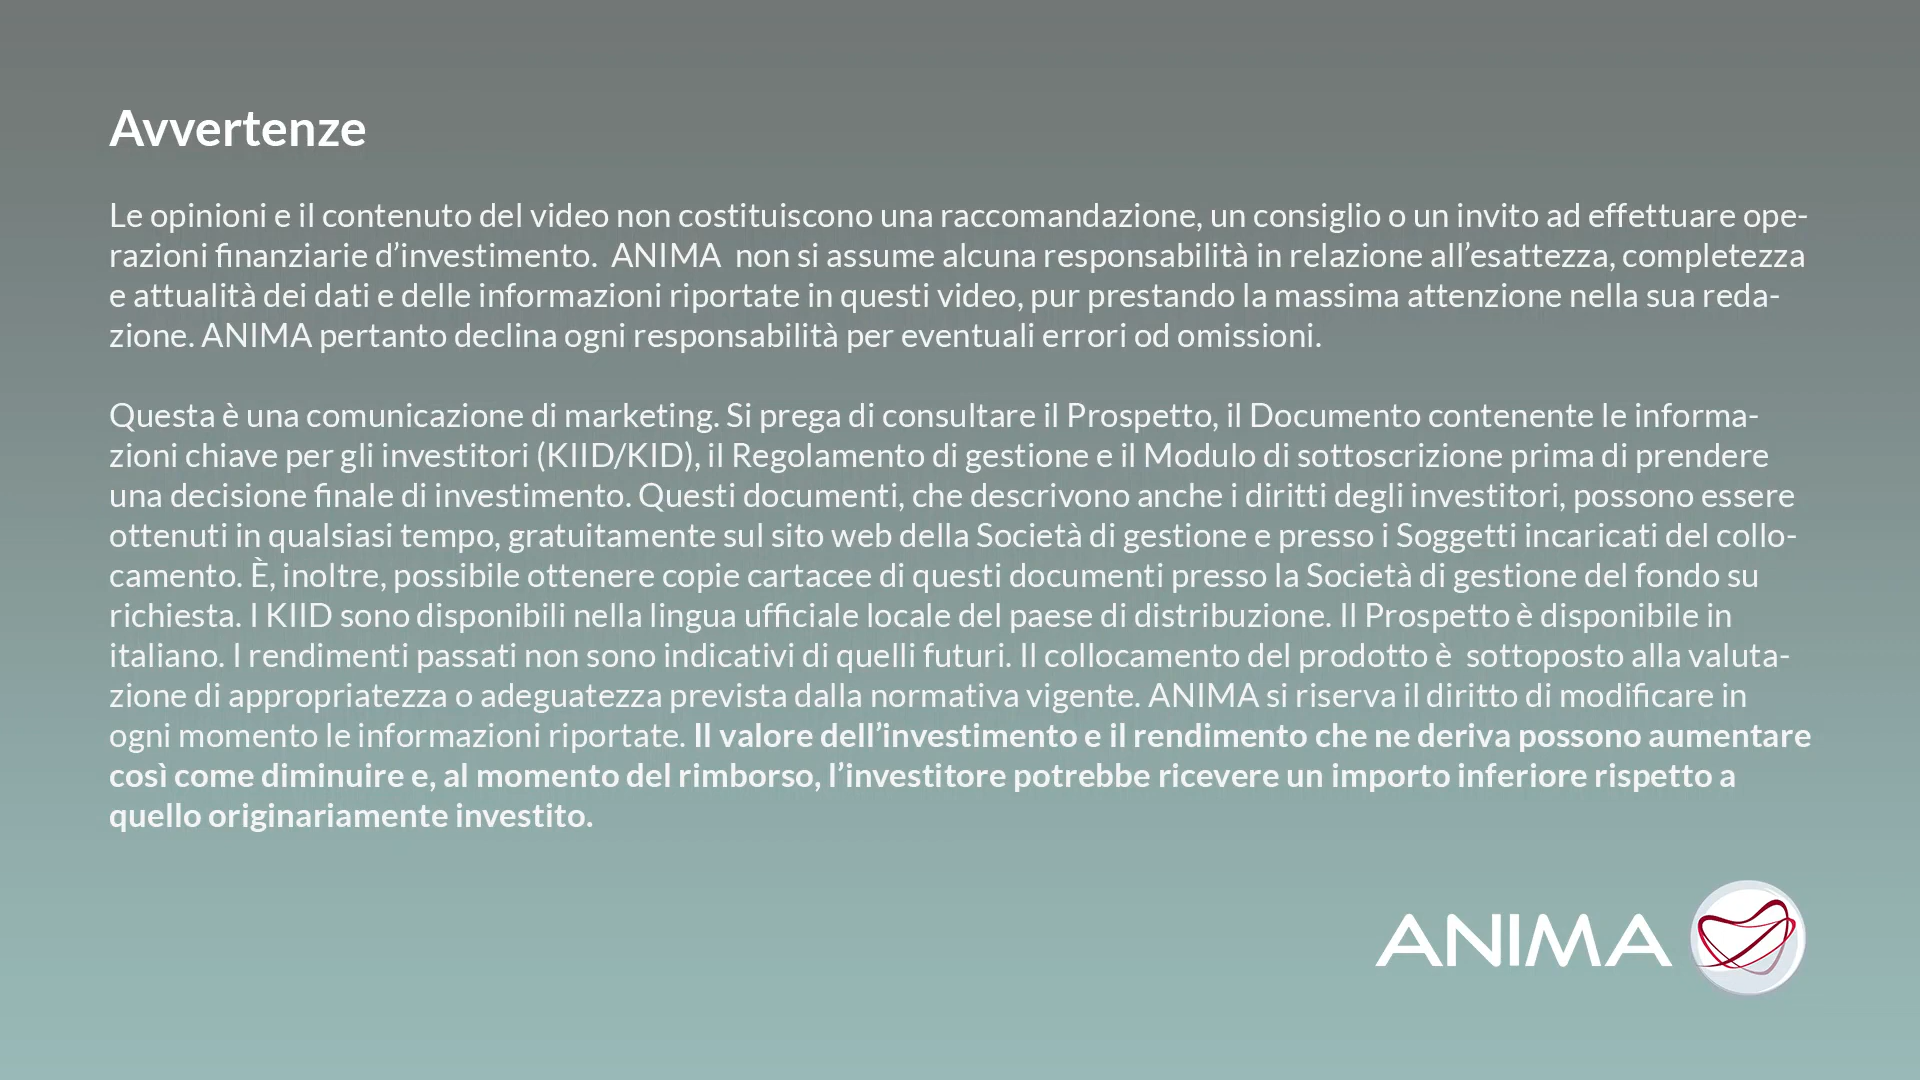 Avvertenze
Le opinioni e il contenuto del video non costituiscono una raccomandazione, un consiglio o un invito ad effettuare ope-
razioni finanziarie d’investimento.  ANIMA  non si assume alcuna responsabilità in relazione all’esattezza, completezza
e attualità dei dati e delle informazioni riportate in questi video, pur prestando la massima attenzione nella sua reda-
zione. ANIMA pertanto declina ogni responsabilità per eventuali errori od omissioni.
Questa è una comunicazione di marketing. Si prega di consultare il Prospetto, il Documento contenente le informa-
zioni chiave per gli investitori (KIID/KID), il Regolamento di gestione e il Modulo di sottoscrizione prima di prendere
una decisione finale di investimento. Questi documenti, che descrivono anche i diritti degli investitori, possono essere
ottenuti in qualsiasi tempo, gratuitamente sul sito web della Società di gestione e presso i Soggetti incaricati del collo-
camento. È, inoltre, possibile ottenere copie cartacee di questi documenti presso la Società di gestione del fondo su
richiesta. I KIID sono disponibili nella lingua ufficiale locale del paese di distribuzione. Il Prospetto è disponibile in
italiano. I rendimenti passati non sono indicativi di quelli futuri. Il collocamento del prodotto è  sottoposto alla valuta-
zione di appropriatezza o adeguatezza prevista dalla normativa vigente. ANIMA si riserva il diritto di modificare in
ogni momento le informazioni riportate. Il valore dell’investimento e il rendimento che ne deriva possono aumentare
così come diminuire e, al momento del rimborso, l’investitore potrebbe ricevere un importo inferiore rispetto a
quello originariamente investito.
ANIMA